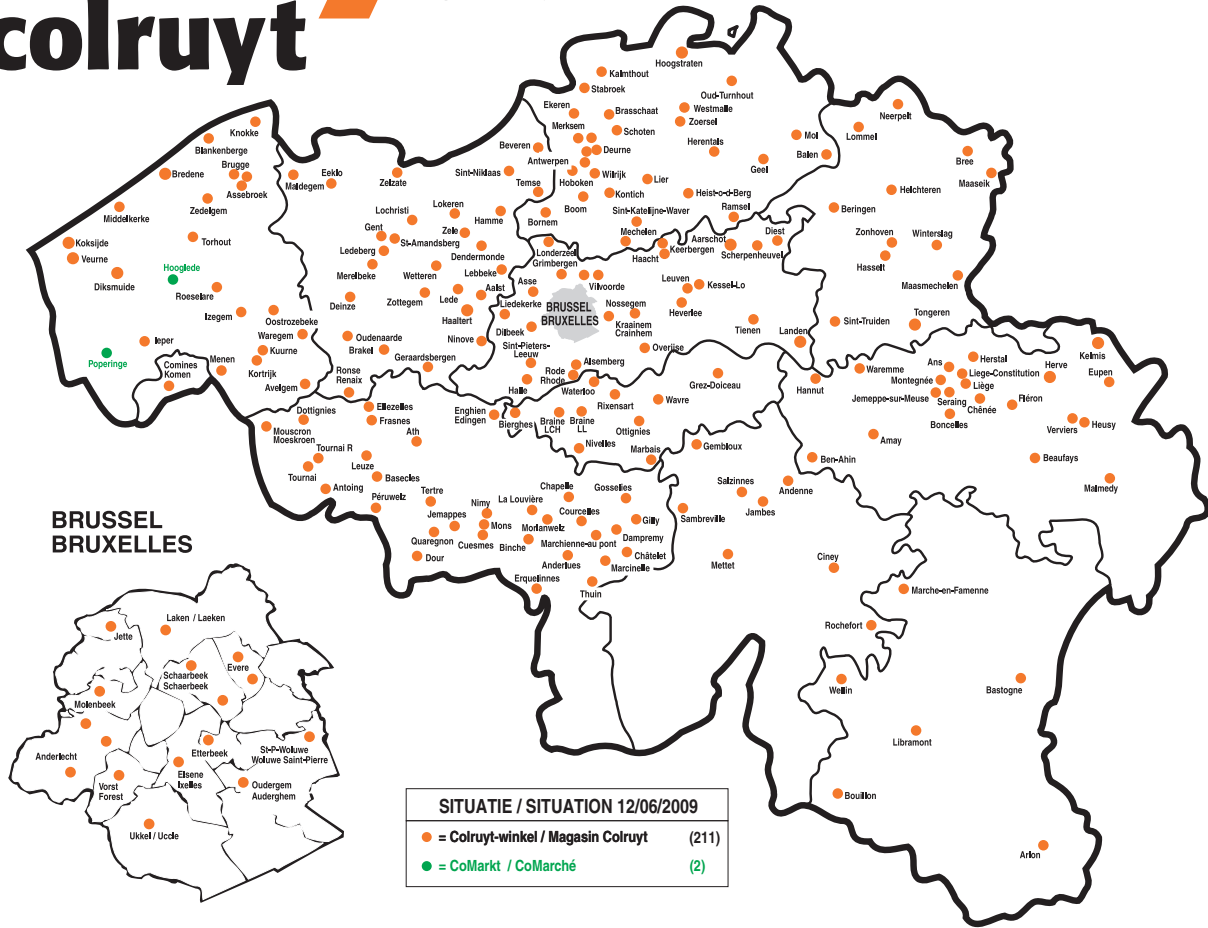 colruyt
Hoogstraten
Kalmthout
Stabroek
Oud-Turnhout
Ekeren
Brasschaat
Westmalle
Zoersel
Merksem
Schoten
Neerpelt
Lommel
Mol
Balen
Herentals
Geel
Bree
Maaseik
Knokke
Blankenberge
Brugge
Bredene
Assebroek
Zedelgem
Middelkerke
Torhout
Koksijde
Veurne
Hooglede
Diksmuide
Roeselare
Izegem
Oostrozebeke
Waregem
Ieper
Poperinge
Comines
Komen
Menen
Kuurne
Kortrijk
Avelgem
Maldegem
Eeklo
Zelzate
Sint-Niklaas
Beveren
Temse
Antwerpen
Deurne
Wilrijk
Hoboken
Boom
Kontich
Lier
Heist-o-d-Berg
Ramsel
Bornem
Sint-Katelijne-Waver
Mechelen
Lochristi
Lokeren
Hamme
Gent
Zele
St-Amandsberg
Ledeberg
Dendermonde
Merelbeke
Wetteren
Lebbeke
Aalst
Deinze
Zottegem
Lede
Haaltert
Oudenaarde
Brakel
Geraardsbergen
Ninove
Ronse
Renaix
Londerzeel
Grimbergen
Asse
Vilvoorde
Liedekerke
Dilbeek
BRUSSEL
BRUXELLES
Nossegem
Kraainem
Crainhem
Sint-Pieters-
Leeuw
Overijse
Alsemberg
Rode
Rhode
Halle
Haacht
Keerbergen
Aarschot
Diest
Scherpenheuvel
Leuven
Kessel-Lo
Heverlee
Tienen
Landen
Helchteren
Beringen
Zonhoven
Winterslag
Hasselt
Maasmechelen
Sint-Truiden
Tongeren
Waterloo
Rixensart
Wavre
Grez-Doiceau
Hannut
Waremme
Ans
Herstal
Liege-Constitution
Montegnée
Liège
Jemeppe-sur-Meuse
Seraing
Chênée
Boncelles
Fléron
Herve
Kelmis
Eupen
Verviers
Heusy
Beaufays
Malmedy
Amay
Ben-Ahin
Dottignies
Mouscron
Moeskroen
Ellezelles
Frasnes
Ath
Enghien
Edingen
Bierghes
Braine
LCH
Braine
LL
Ottignies
Nivelles
Marbais
Gembloux
Tournai R
Tournai
Leuze
Antoing
Basecles
Péruwelz
Tertre
Jemappes
Nimy
Mons
Quaregnon
Cuesmes
Dour
La Louvière
Chapelle
Gosselies
Courcelles
Morlanwelz
Gilly
Binche
Marchienne-au pont
Dampremy
Anderlues
Châtelet
Marcinelle
Erquelinnes
Thuin
Salzinnes
Andenne
Sambreville
Jambes
Mettet
Ciney
Marche-en-Famenne
Rochefort
Wellin
Bastogne
Libramont
Bouillon
Arlon
BRUSSEL
BRUXELLES
Laken / Laeken
Jette
Evere
Schaarbeek
Schaerbeek
Molenbeek
Anderlecht
Etterbeek
St-P-Woluwe
Woluwe Saint-Pierre
Elsene
Ixelles
Vorst
Forest
Oudergem
Auderghem
Ukkel / Uccle
SITUATIE / SITUATION 12/06/2009
= Colruyt-winkel / Magasin Colruyt (211)
= CoMarkt / CoMarché (2)